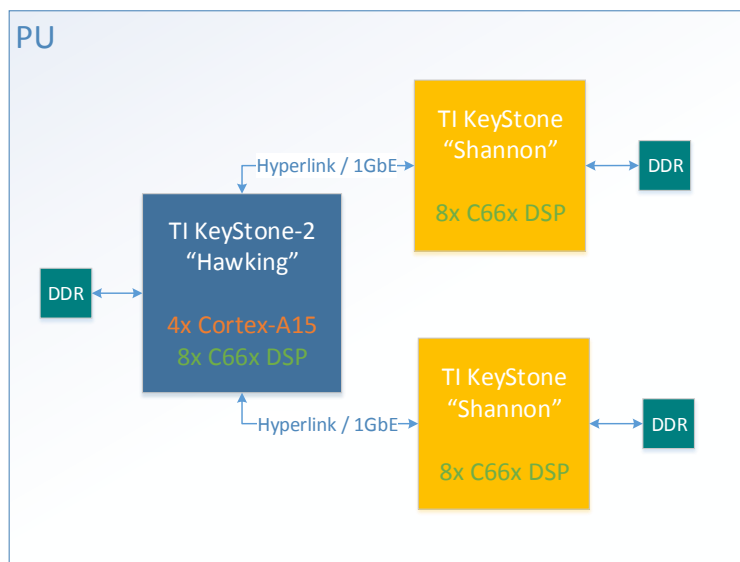 PU
TI KeyStone
“Shannon”
8x C66x DSP
DDR
Hyperlink / 1GbE
TI KeyStone-2
“Hawking”
4x Cortex-A15
8x C66x DSP
DDR
Hyperlink / 1GbE
TI KeyStone
“Shannon”
8x C66x DSP
DDR